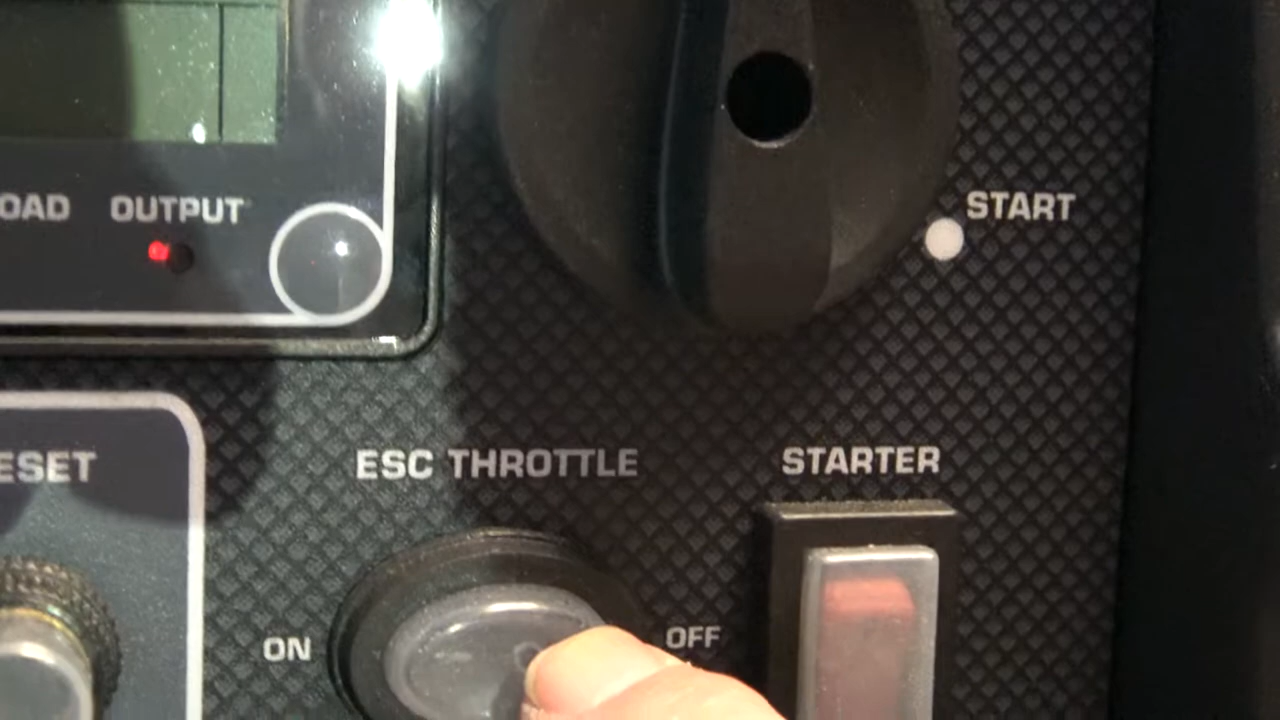 OAD OUTPUT
START
ESET
ESC THROTTLE
STARTER
ON
OFF